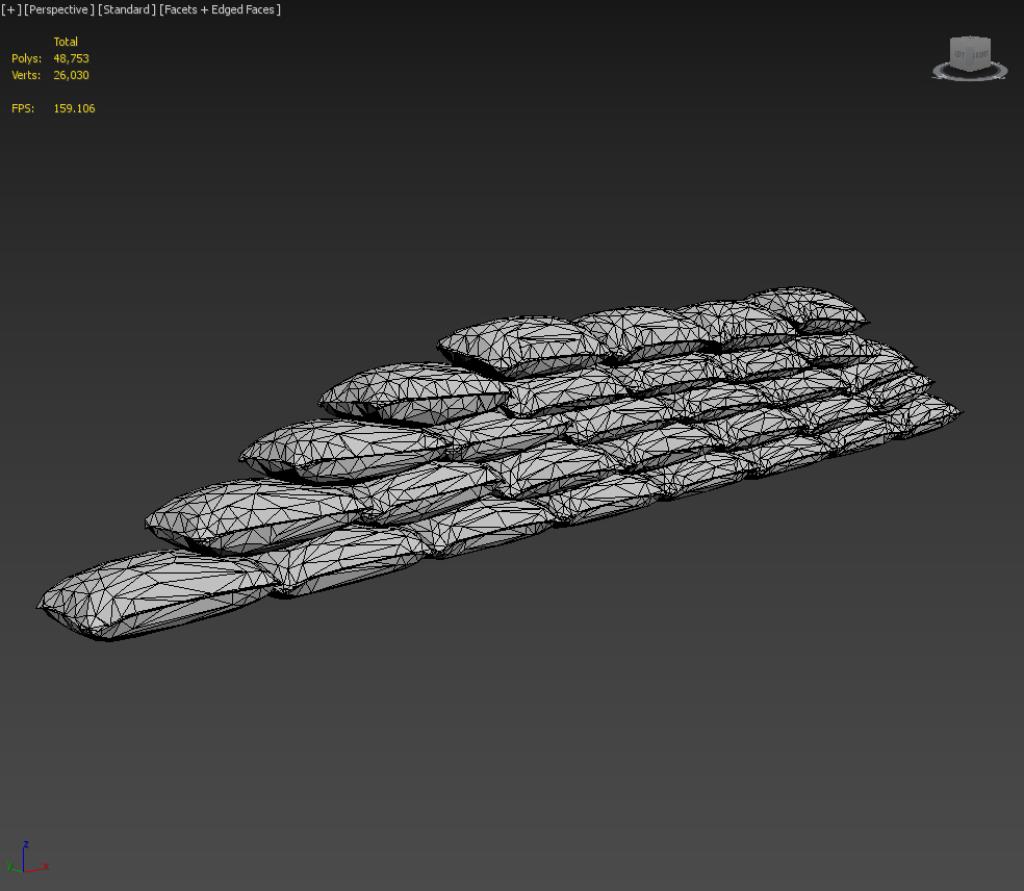 [+] [Perspective] [Standard] [Facets + Edged Faces]
Total
Polys: 48,753
Verts: 26,030
FPS: 159.106
z
y x